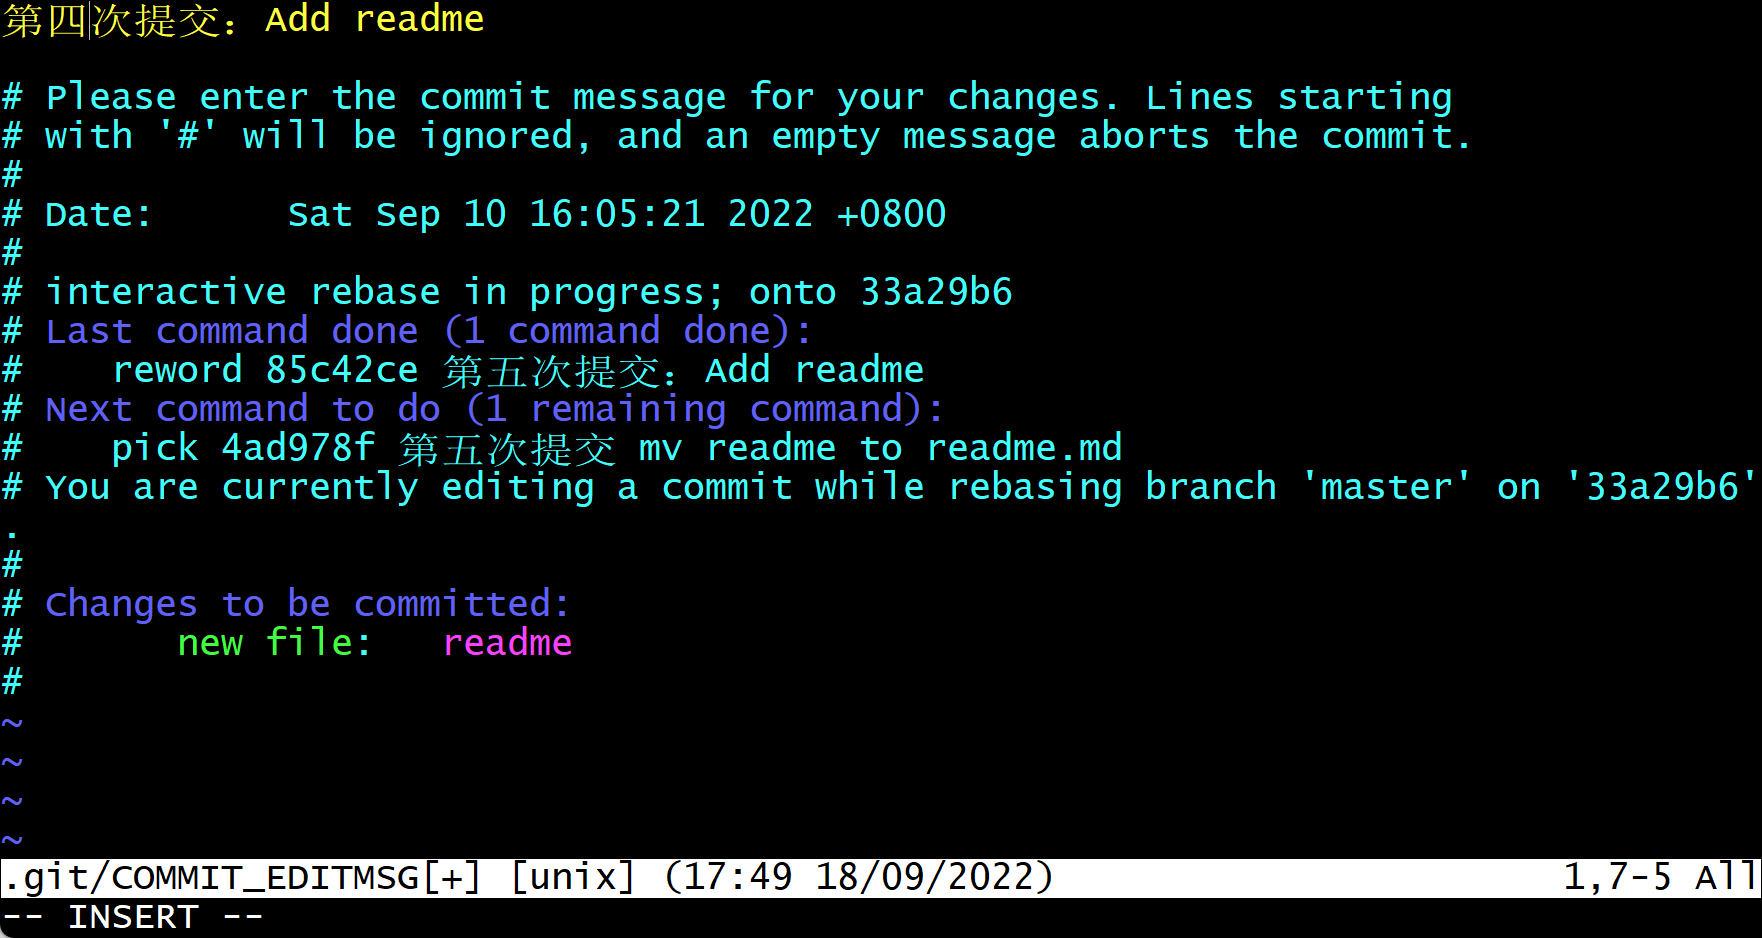 第四次提交：Add readme
# Please enter the commit message for your changes. Lines starting
# with '#' will be ignored, and an empty message aborts the commit.
#
# Date:      Sat Sep 10 16:05:21 2022 +0800
#
# interactive rebase in progress; onto 33a29b6
# Last command done (1 command done):
#    reword 85c42ce 第五次提交：Add readme
# Next command to do (1 remaining command):
#    pick 4ad978f 第五次提交 mv readme to readme.md
# You are currently editing a commit while rebasing branch 'master' on '33a29b6'
.
#
# Changes to be committed:
#       new file:   readme
#
~
~
~
~
.git/COMMIT_EDITMSG[+] [unix] (17:49 18/09/2022)                       1,7-5 All
-- INSERT --